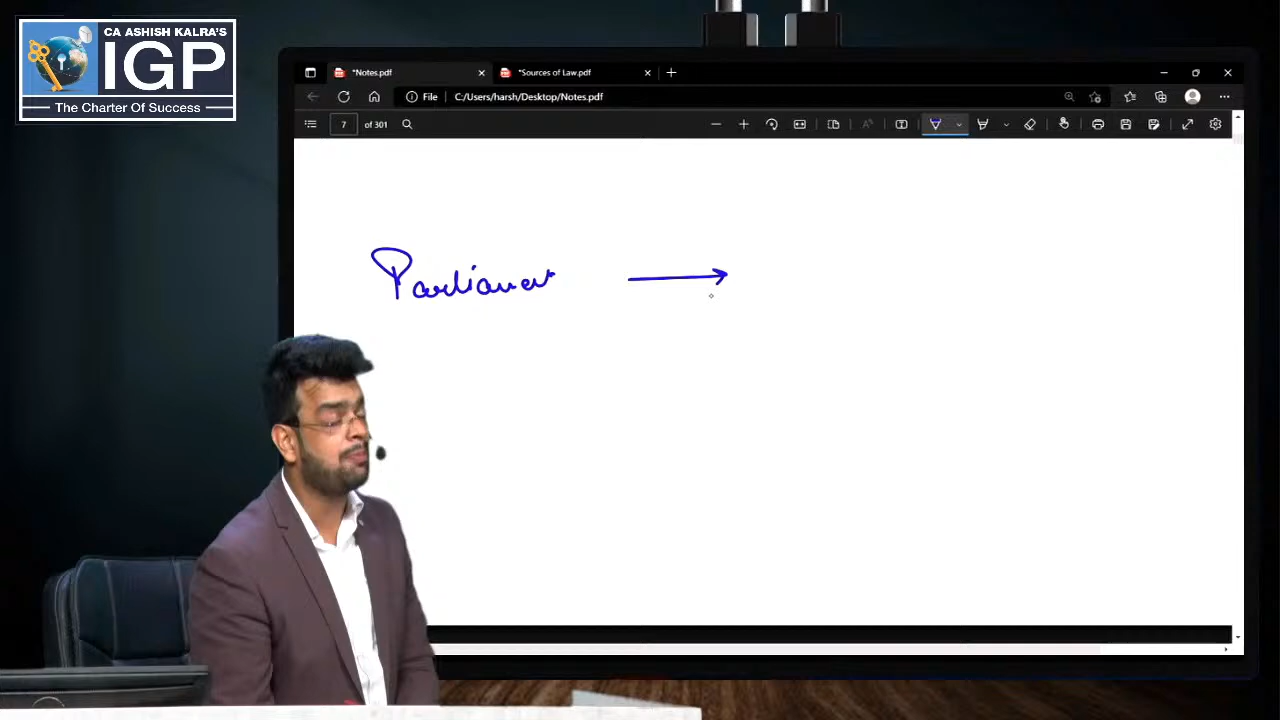 CA ASHISH KALRA'S
IGP
The Charter Of Success
*Notes.pdf
*Sources of Law.pdf
File C:/Users/harsh/Desktop/Notes.pdf
7 of 301
Parliament